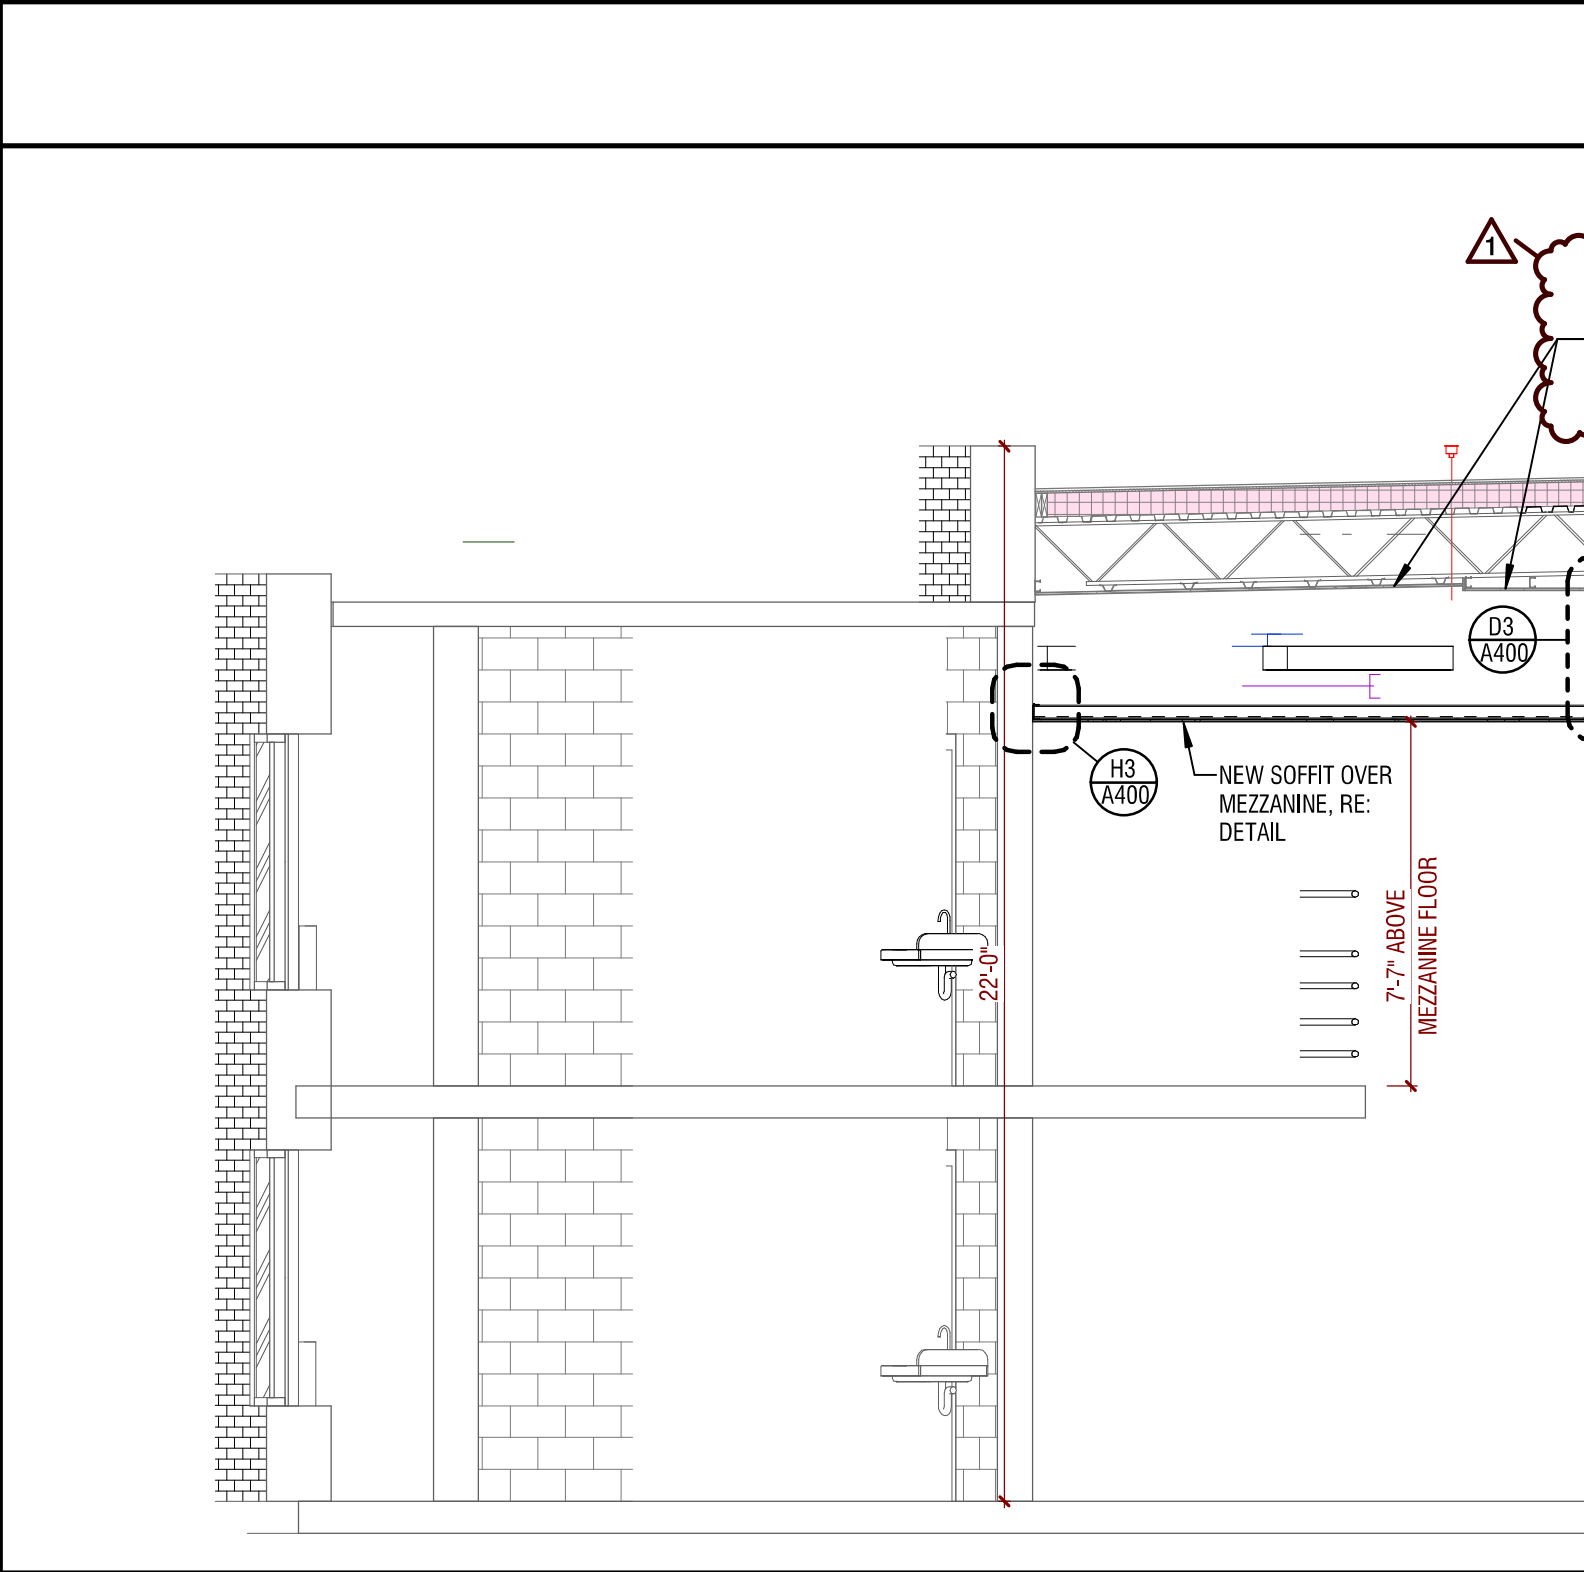 1
D3
A400
H3
A400
NEW SOFFIT OVER
MEZZANINE, RE:
DETAIL
22'-0"
7'-7" ABOVE
MEZZANINE FLOOR